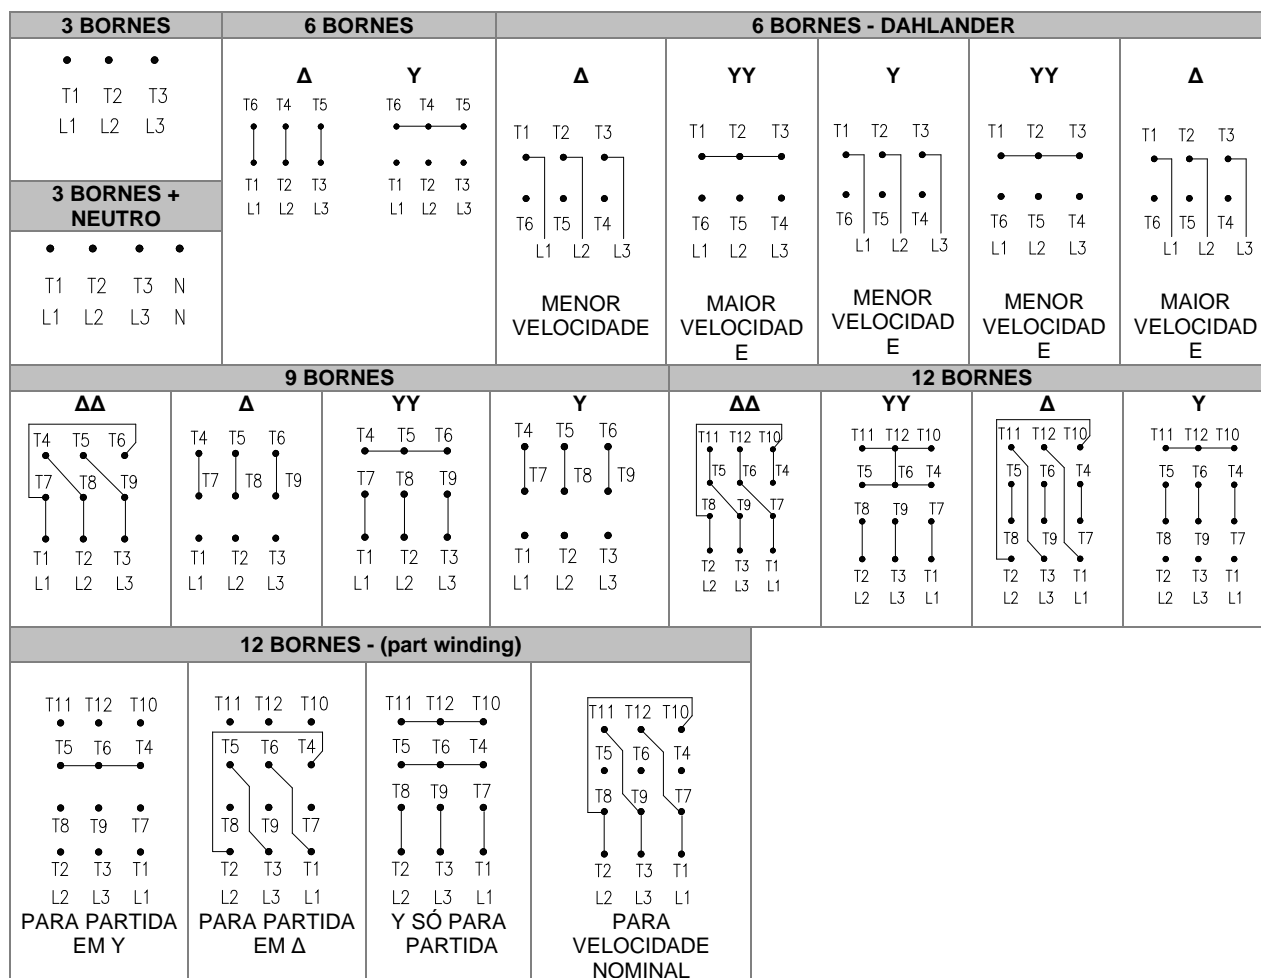 3 BORNES
T1 T2 T3
L1 L2 L3
3 BORNES +
NEUTRO
T1 T2 T3 N
L1 L2 L3 N
6 BORNES
Δ
T6 T4 T5
T1 T2 T3
L1 L2 L3
Y
T6 T4 T5
T1 T2 T3
L1 L2 L3
6 BORNES - DAHLANDER
Δ
T1 T2 T3
T6 T5 T4
L1 L2 L3
MENOR
VELOCIDADE
YY
T1 T2 T3
T6 T5 T4
L1 L2 L3
MAIOR
VELOCIDAD
E
Y
T1 T2 T3
T6 T5 T4
L1 L2 L3
MENOR
VELOCIDAD
E
YY
T1 T2 T3
T6 T5 T4
L1 L2 L3
MENOR
VELOCIDAD
E
Δ
T1 T2 T3
T6 T5 T4
L1 L2 L3
MAIOR
VELOCIDAD
E
9 BORNES
ΔΔ
T4 T5 T6
T7 T8 T9
T1 T2 T3
L1 L2 L3
Δ
T4 T5 T6
T7 T8 T9
T1 T2 T3
L1 L2 L3
YY
T4 T5 T6
T7 T8 T9
T1 T2 T3
L1 L2 L3
Y
T4 T5 T6
T7 T8 T9
T1 T2 T3
L1 L2 L3
12 BORNES
ΔΔ
T11 T12 T10
T5 T6 T4
T8 T9 T7
T2 T3 T1
L2 L3 L1
YY
T11 T12 T10
T5 T6 T4
T8 T9 T7
T2 T3 T1
L2 L3 L1
Δ
T11 T12 T10
T5 T6 T4
T8 T9 T7
T2 T3 T1
L2 L3 L1
Y
T11 T12 T10
T5 T6 T4
T8 T9 T7
T2 T3 T1
L2 L3 L1
12 BORNES - (part winding)
T11 T12 T10
T5 T6 T4
T8 T9 T7
T2 T3 T1
L2 L3 L1
PARA PARTIDA
EM Y
T11 T12 T10
T5 T6 T4
T8 T9 T7
T2 T3 T1
L2 L3 L1
PARA PARTIDA
EM Δ
T11 T12 T10
T5 T6 T4
T8 T9 T7
T2 T3 T1
L2 L3 L1
Y SÓ PARA
PARTIDA
T11 T12 T10
T5 T6 T4
T8 T9 T7
T2 T3 T1
L2 L3 L1
PARA
VELOCIDADE
NOMINAL